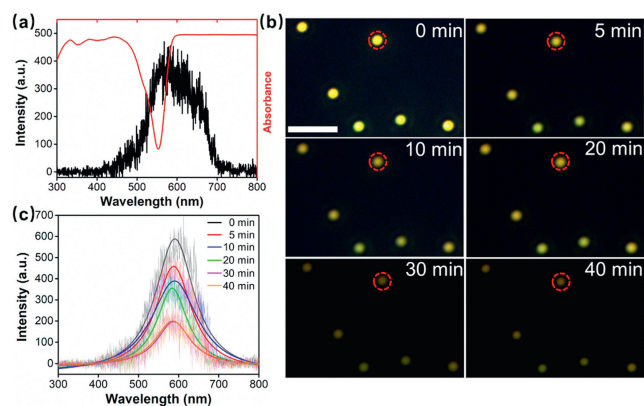 (a)
500
400
300
200
100
0
Intensity (a.u.)
Absorbance
300 400 500 600 700 800
Wavelength (nm)
(b)
0 min
5 min
10 min
20 min
30 min
40 min
(c)
700
600
500
400
300
200
100
0
Intensity (a.u.)
0 min
5 min
10 min
20 min
30 min
40 min
300 400 500 600 700 800
Wavelength (nm)